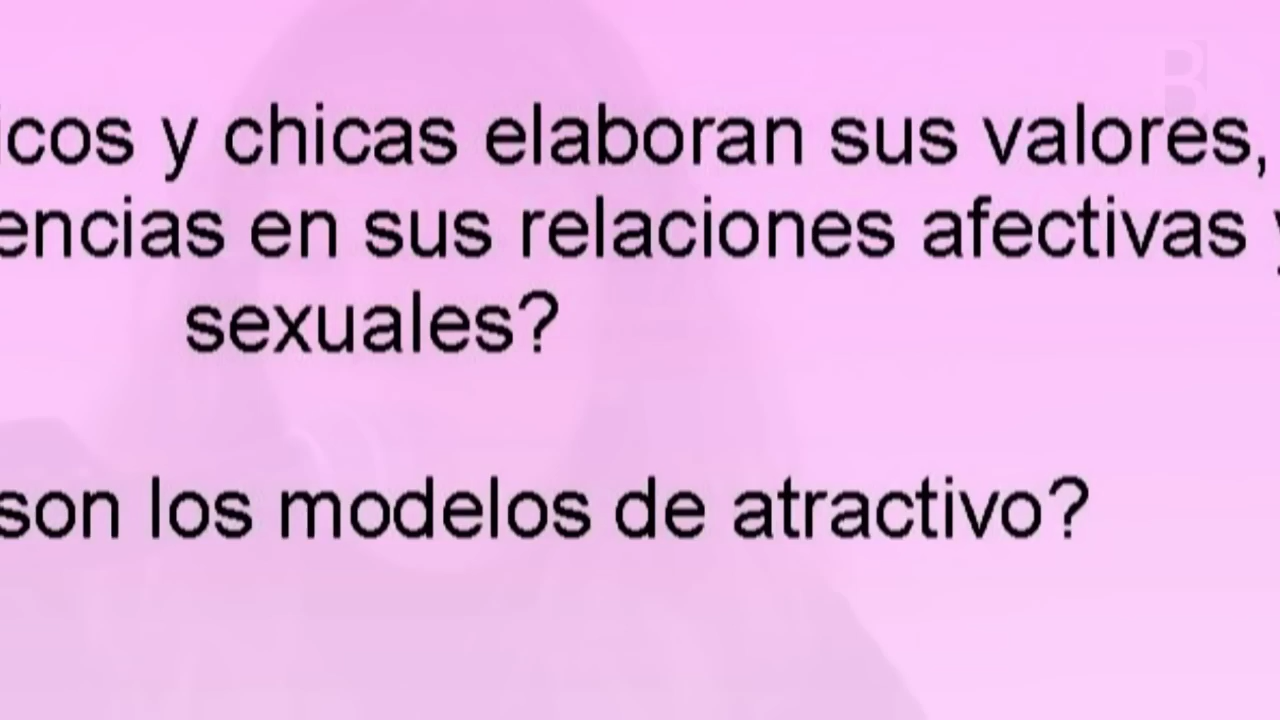 icos y chicas elaboran sus valores,
encias en sus relaciones afectivas y
sexuales?
son los modelos de atractivo?
B